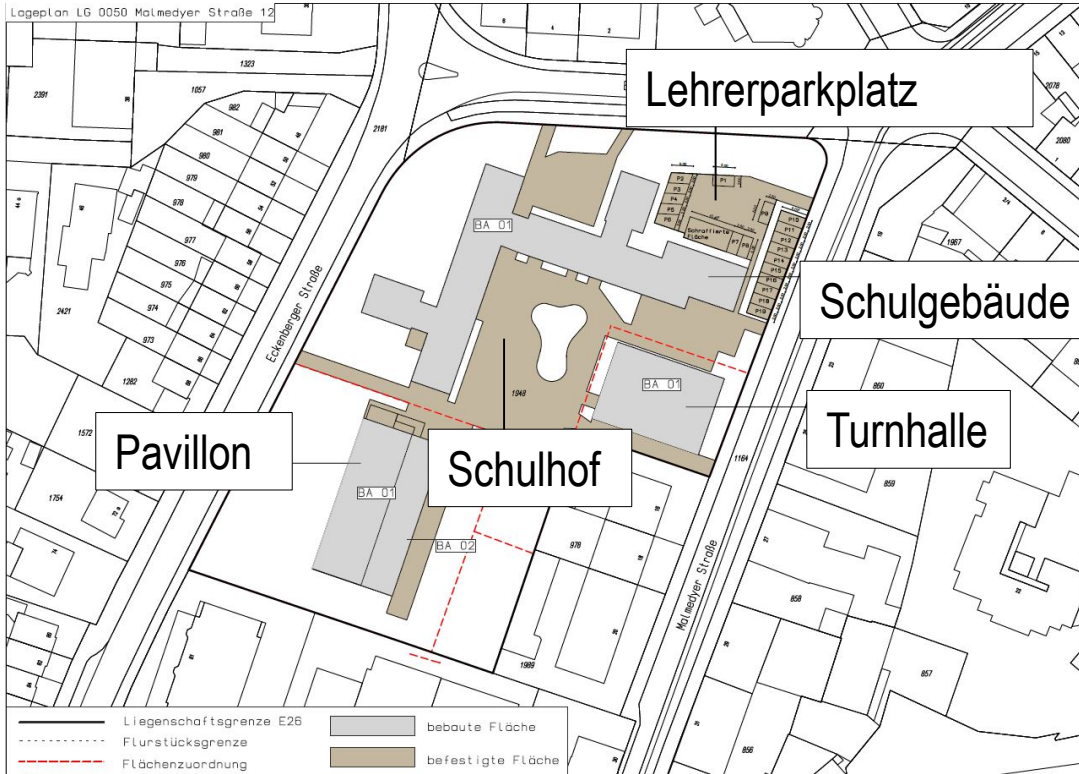 Lageplan LG 0050 Malmedyer Straße 12
1323
2391
1057
982
2181
981
980
979
978
977
976
975
974
973
2421
1282
1572
1754
Eckenberger Straße
Lehrerparkplatz
2078
2080
1967
P2
P3
P4
P5
P6
P1
P9
P10
P11
P12
P13
P14
P15
P16
P17
P18
P19
Schraffierte
Fläche
P7
P8
BA 01
Schulgebäude
860
BA 01
1948
Turnhalle
Pavillon
Schulhof
1164
859
BA 01
BA 02
978
Malmedyer Straße
858
1989
857
856
Liegenschaftsgrenze E26
Flurstücksgrenze
Flächenzuordnung
bebaute Fläche
befestigte Fläche